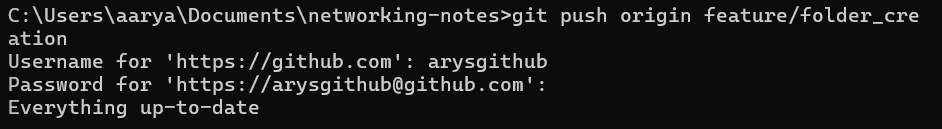 C:\Users\aarya\Documents\networking-notes>git push origin feature/folder_cre
ation
Username for 'https://github.com': arysgithub
Password for 'https://arysgithub@github.com':
Everything up-to-date